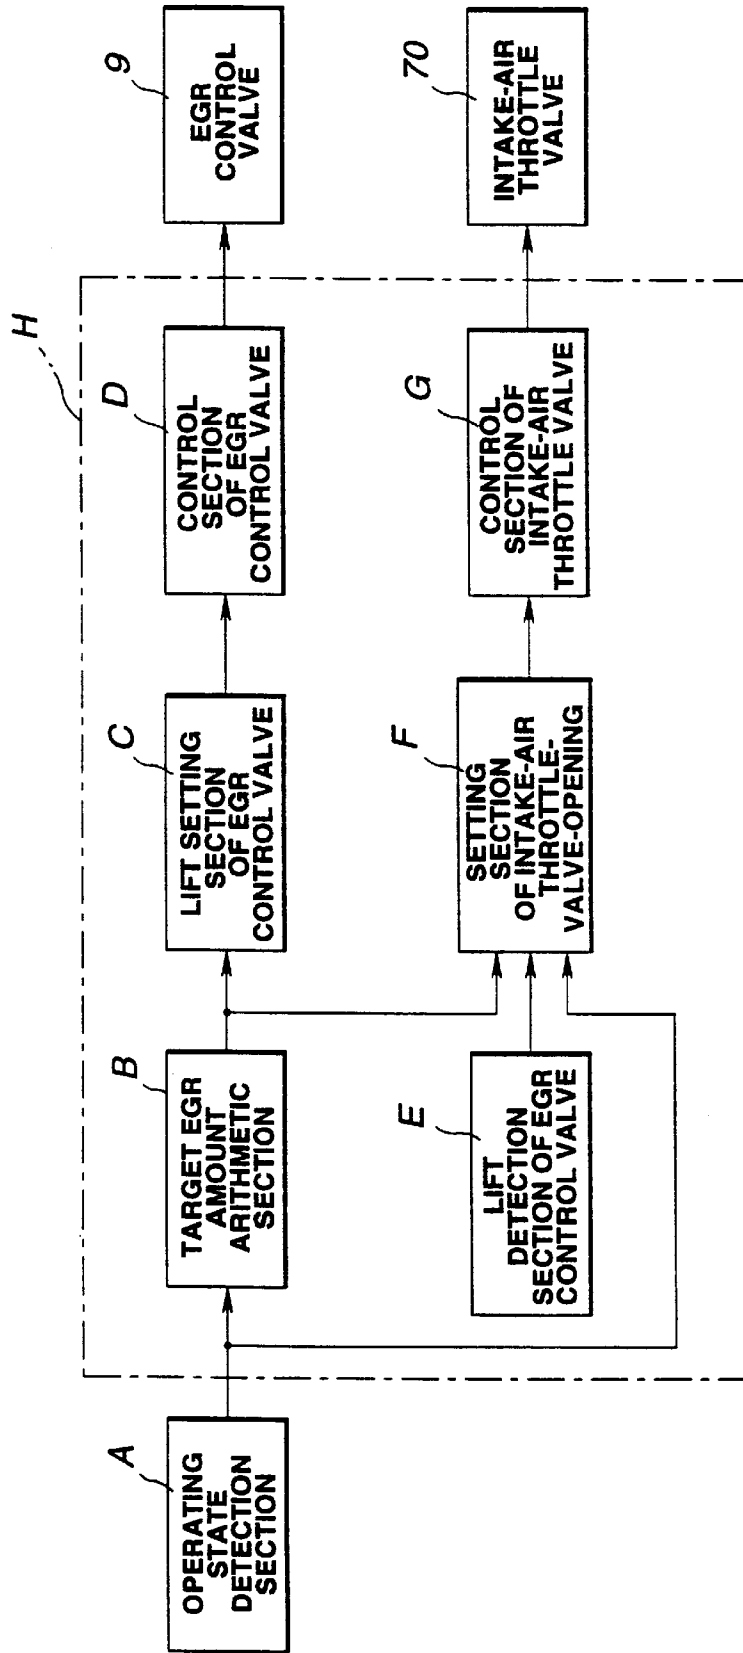 A
OPERATING
STATE
DETECTION
SECTION
H
B
TARGET EGR
AMOUNT
ARITHMETIC
SECTION
C
LIFT SETTING
SECTION
OF EGR
CONTROL VALVE
D
CONTROL
SECTION
OF EGR
CONTROL VALVE
9
EGR
CONTROL
VALVE
E
LIFT
DETECTION
SECTION OF EGR
CONTROL VALVE
F
SETTING
SECTION
OF INTAKE-AIR
THROTTLE-
VALVE-OPENING
G
CONTROL
SECTION OF
INTAKE-AIR
THROTTLE VALVE
70
INTAKE-AIR
THROTTLE
VALVE